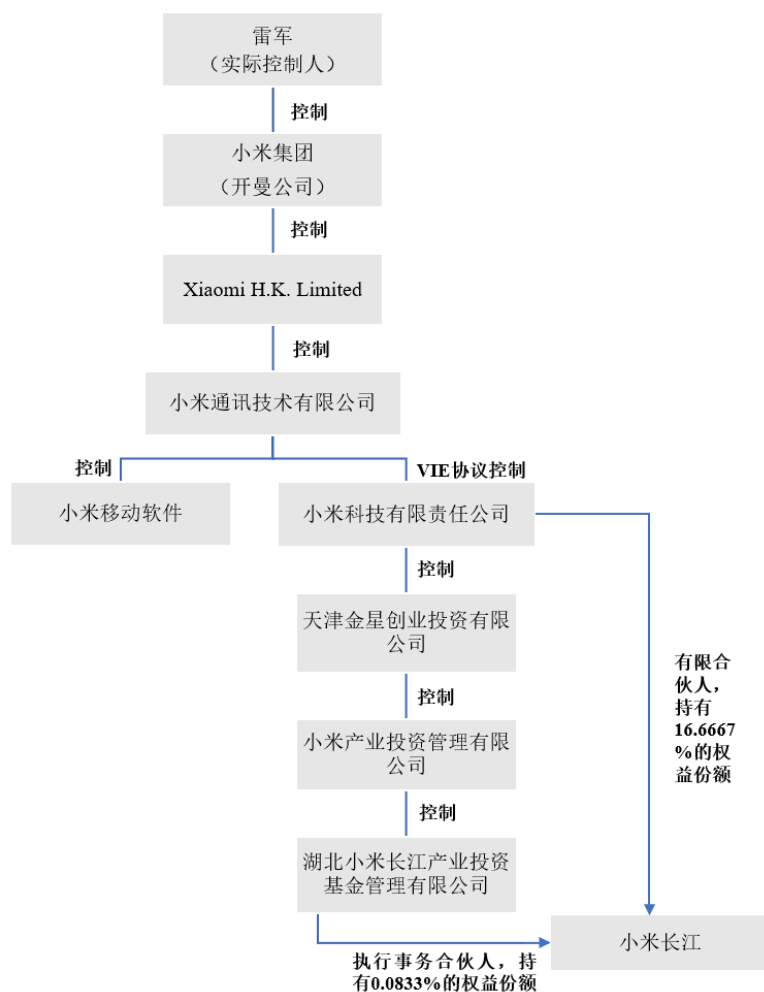 雷军
（实际控制人）
控制
小米集团
（开曼公司）
控制
Xiaomi H.K. Limited
控制
小米通讯技术有限公司
控制
VIE协议控制
小米移动软件
小米科技有限责任公司
控制
天津金星创业投资有限
公司
控制
有限合
伙人，
持有
16.6667
%的权
益份额
小米产业投资管理有限
公司
控制
湖北小米长江产业投资
基金管理有限公司
小米长江
执行事务合伙人，持
有0.0833%的权益份额